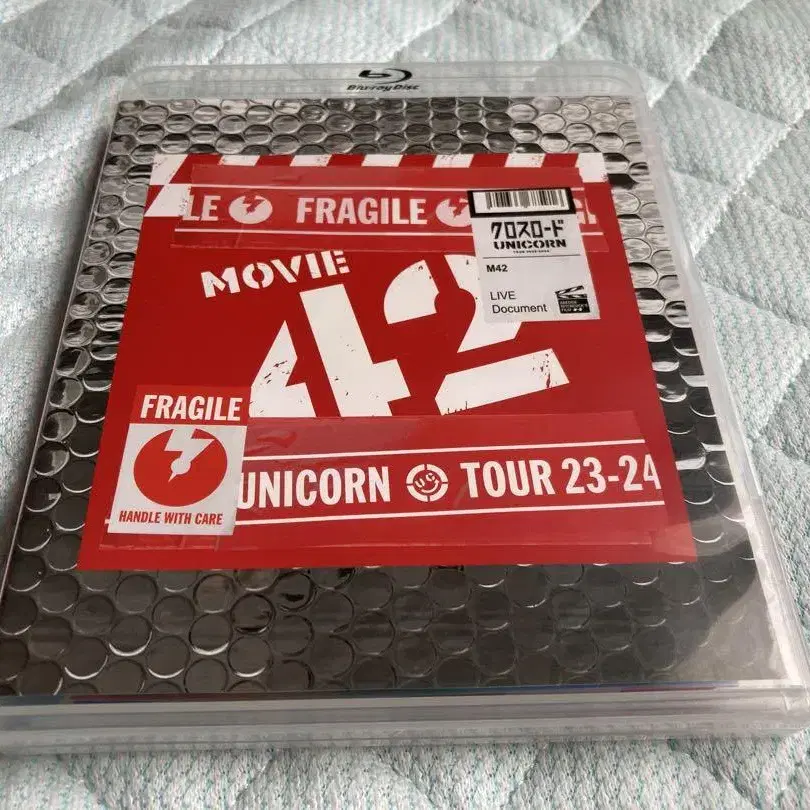 Blu-ray Disc
LE FRAGILE
クロスロード
UNICORN
M42
LIVE
Document
MOVIE
42
FRAGILE
HANDLE WITH CARE
UNICORN UC TOUR 23-24